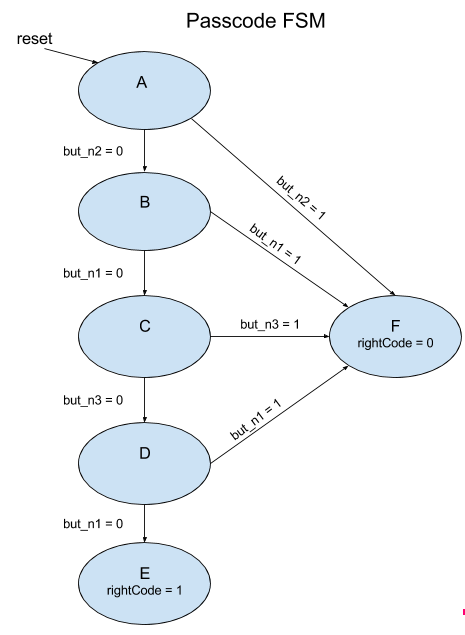 Passcode FSM
reset
A
but_n2 = 0
but_n2 = 1
B
but_n1 = 1
but_n1 = 0
C
but_n3 = 1
F
rightCode = 0
but_n3 = 0
but_n1 = 1
D
but_n1 = 0
E
rightCode = 1